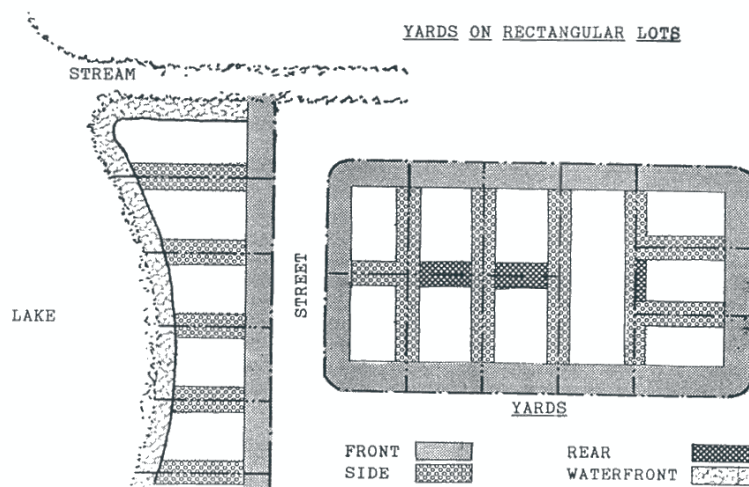 YARDS ON RECTANGULAR LOTS
STREAM
STREET
LAKE
YARDS
FRONT
REAR
SIDE
WATERFRONT